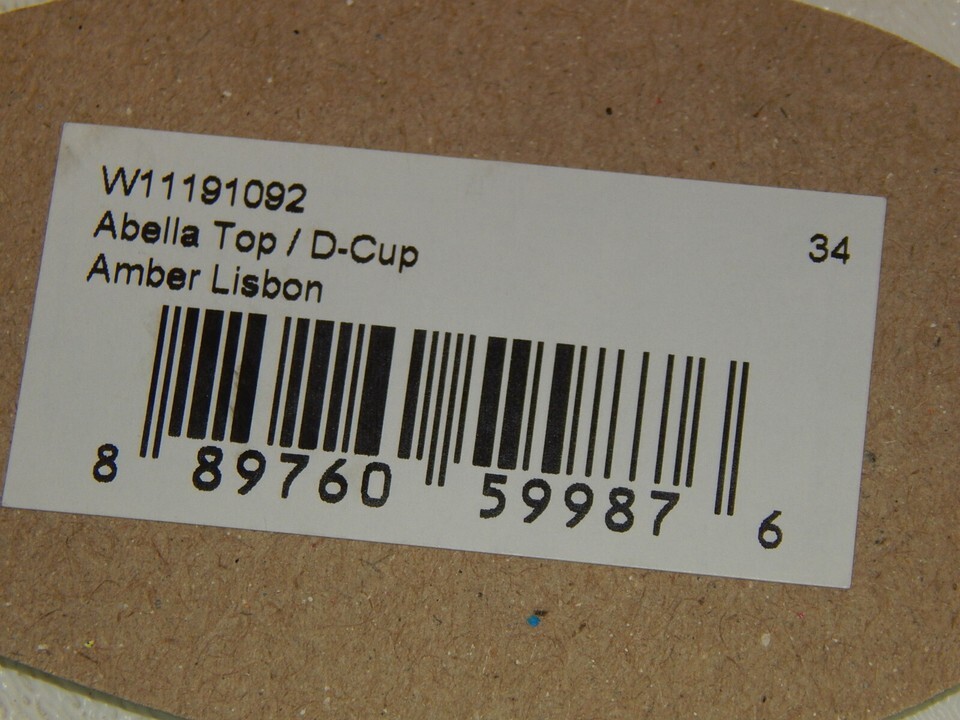 W11191092
Abella Top / D-Cup
34
Amber Lisbon
8 89760 59987 6